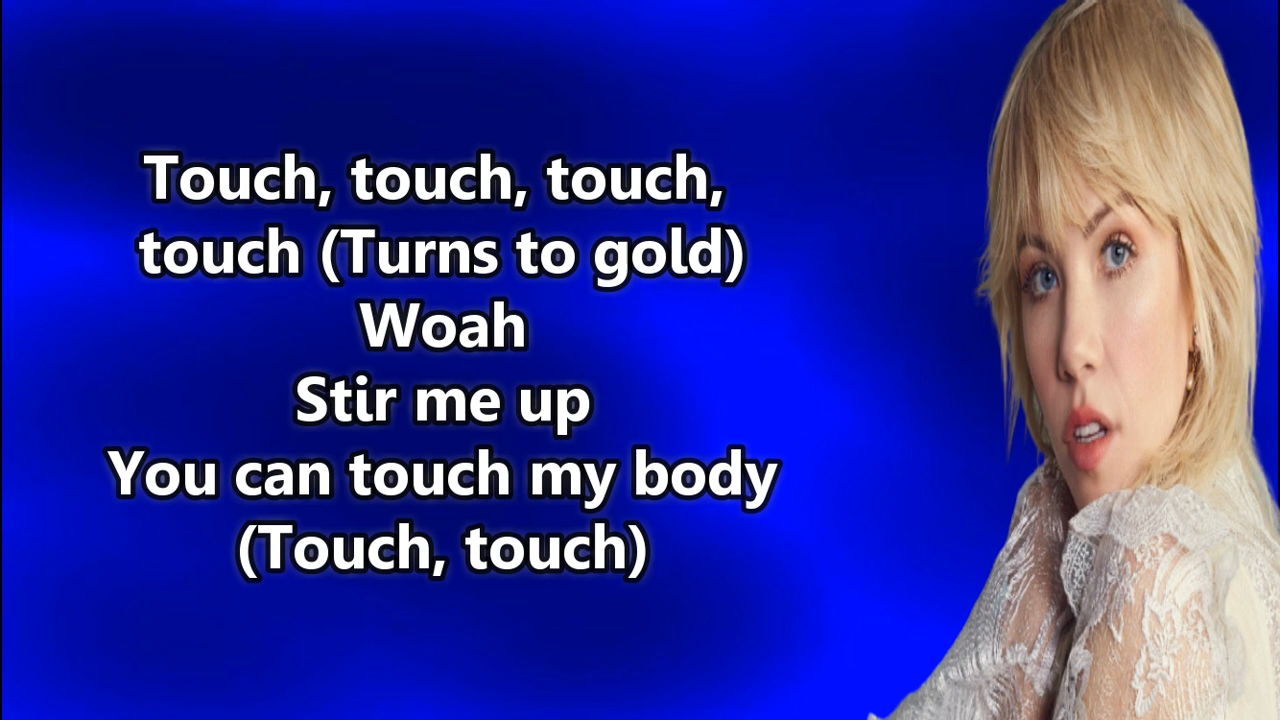 Touch, touch, touch,
touch (Turns to gold)
Woah
Stir me up
You can touch my body
(Touch, touch)